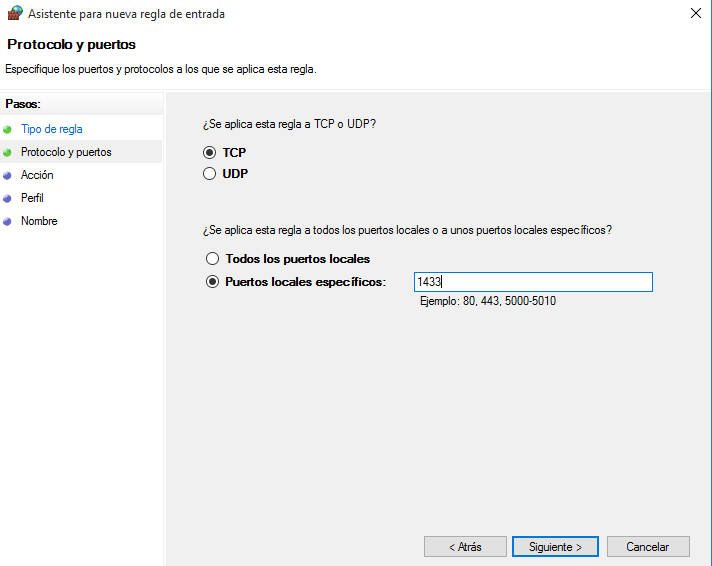 Asistente para nueva regla de entrada
Protocolo y puertos
Especifique los puertos y protocolos a los que se aplica esta regla.
Pasos:
Tipo de regla
Protocolo y puertos
Acción
Perfil
Nombre
¿Se aplica esta regla a TCP o UDP?
TCP
UDP
¿Se aplica esta regla a todos los puertos locales o a unos puertos locales específicos?
Todos los puertos locales
Puertos locales específicos: 1433
Ejemplo: 80, 443, 5000-5010
< Atrás Siguiente > Cancelar